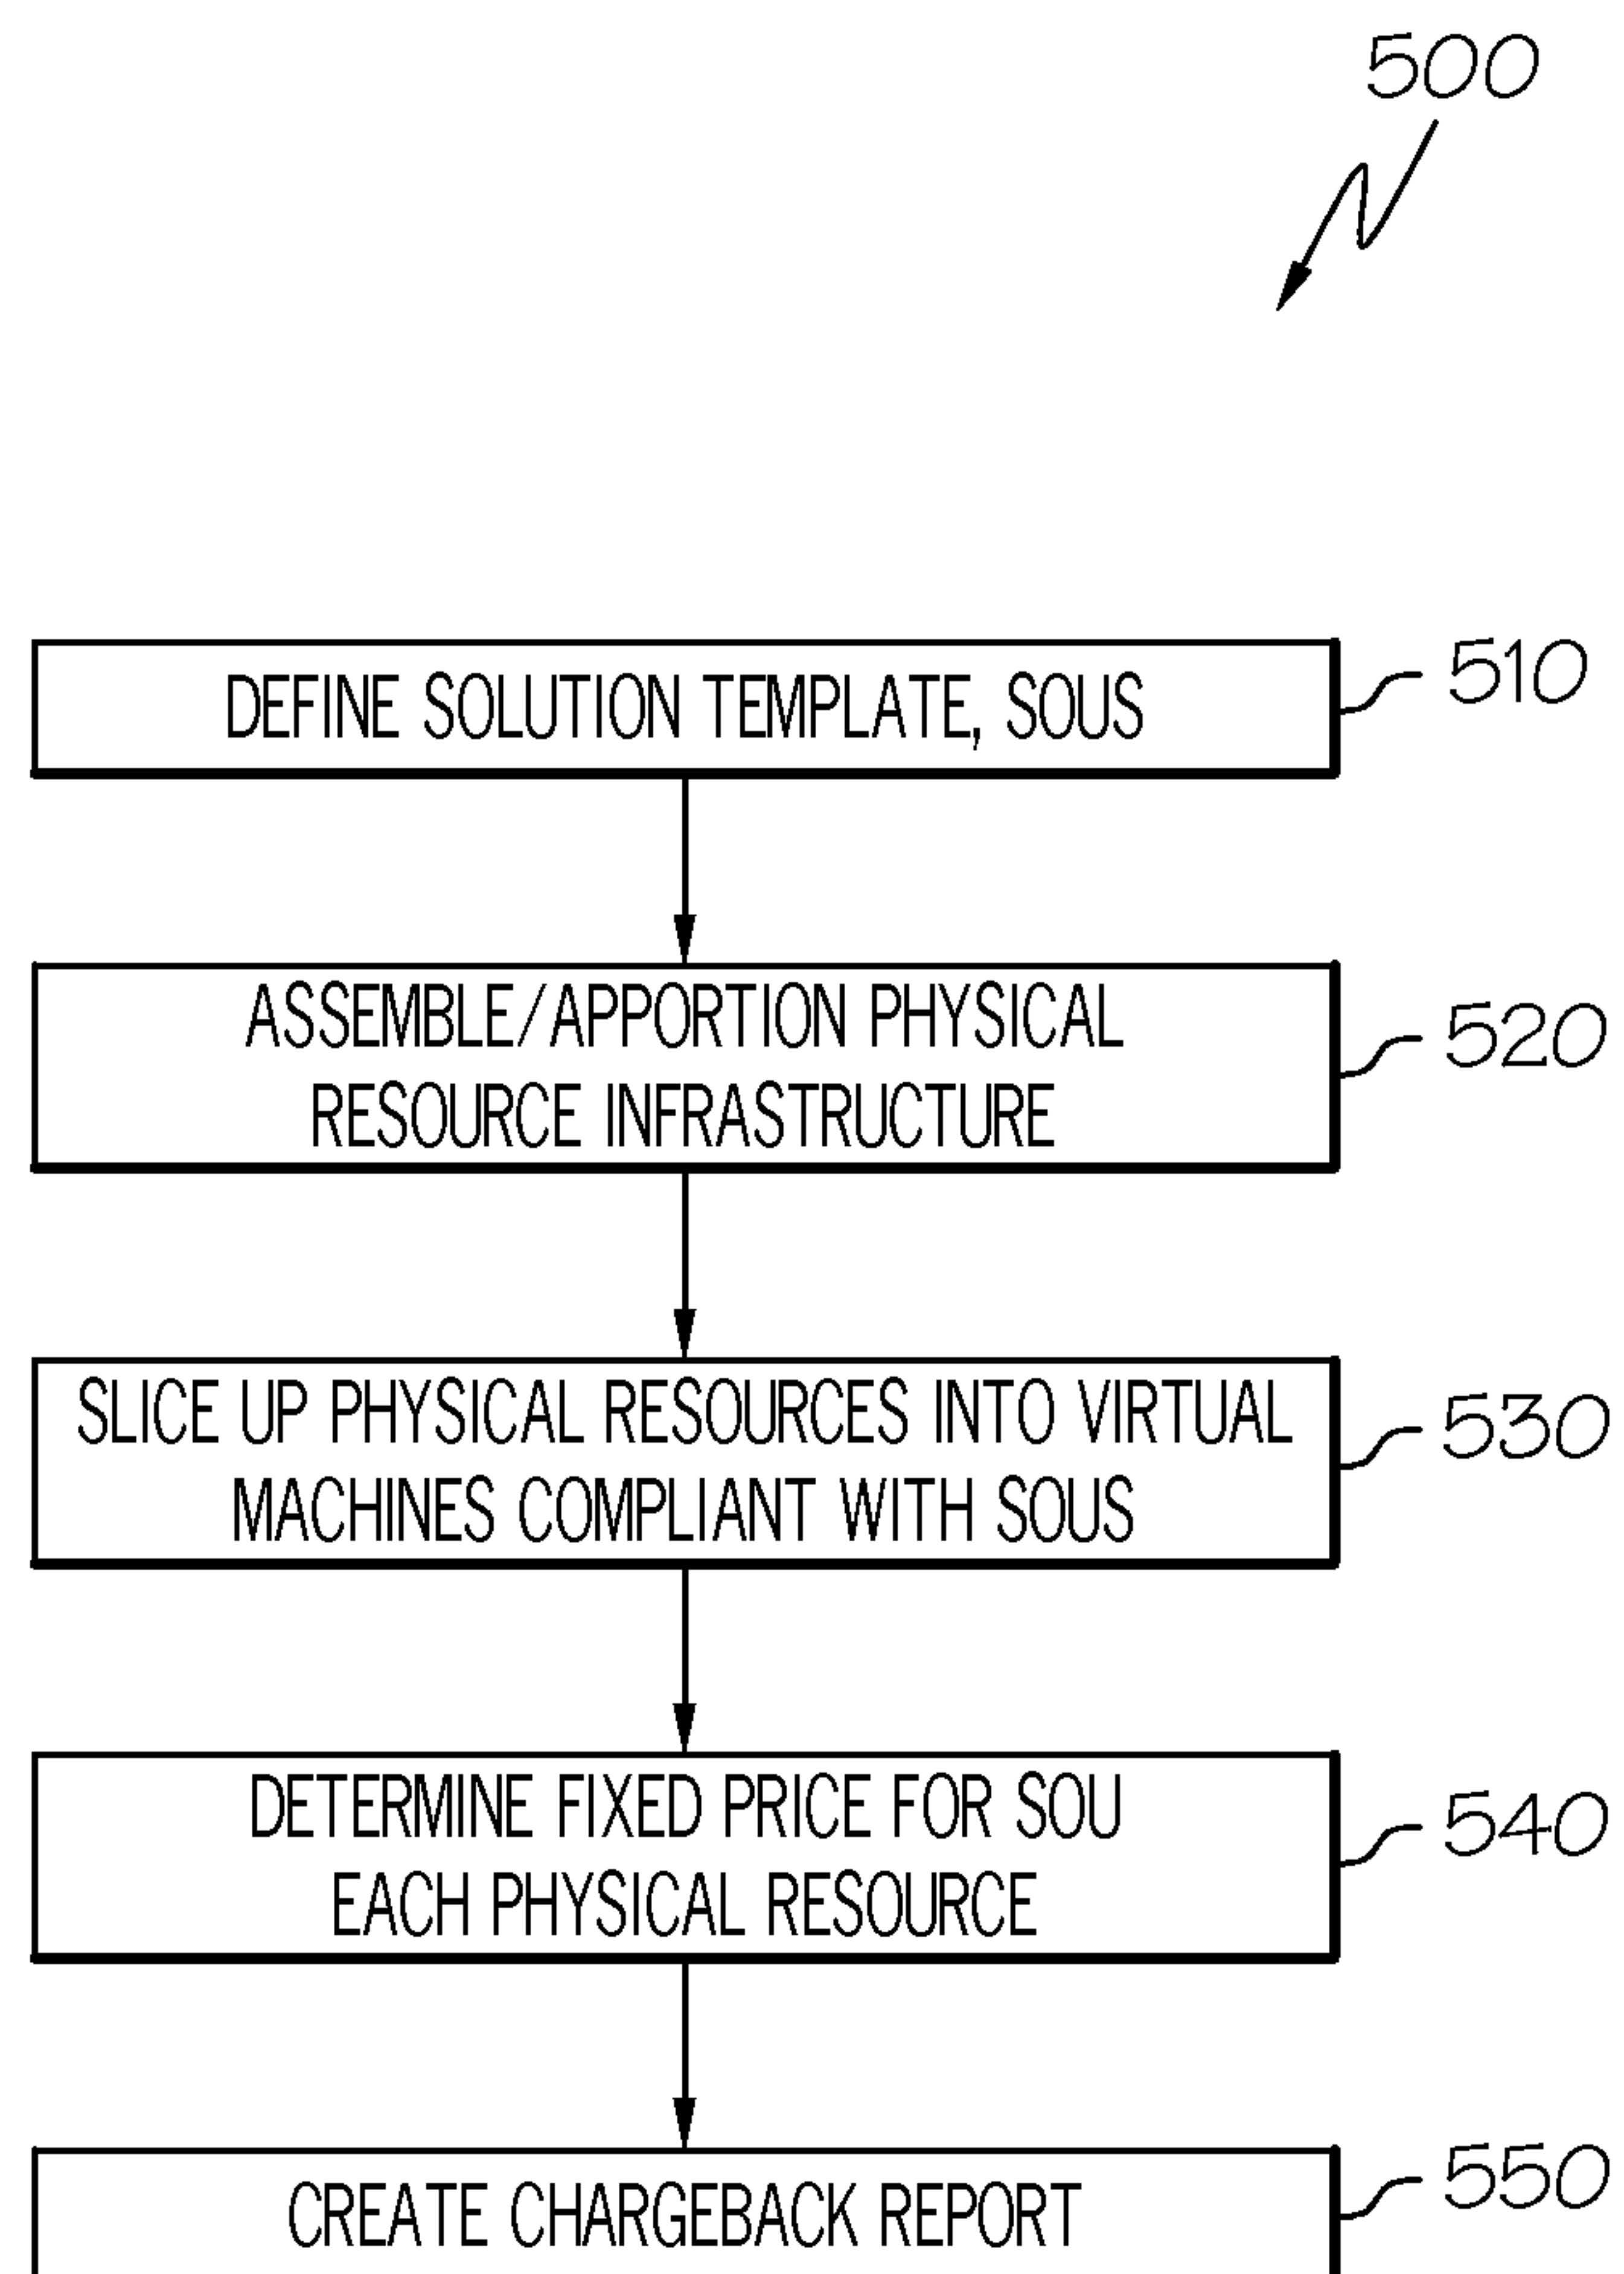 500
DEFINE SOLUTION TEMPLATE, SOUS
510
ASSEMBLE/APPORTION PHYSICAL
RESOURCE INFRASTRUCTURE
520
SLICE UP PHYSICAL RESOURCES INTO VIRTUAL
MACHINES COMPLIANT WITH SOUS
530
DETERMINE FIXED PRICE FOR SOU
EACH PHYSICAL RESOURCE
540
CREATE CHARGEBACK REPORT
550